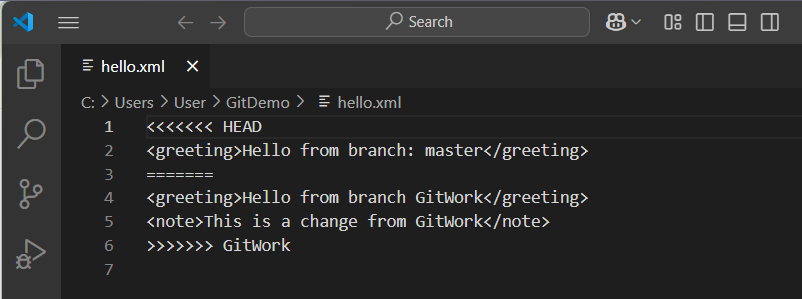 Search
hello.xml
C: > Users > User > GitDemo > hello.xml
1 <<<<<<< HEAD
2 <greeting>Hello from branch: master</greeting>
3 =======
4 <greeting>Hello from branch GitWork</greeting>
5 <note>This is a change from GitWork</note>
6 >>>>>>> GitWork
7